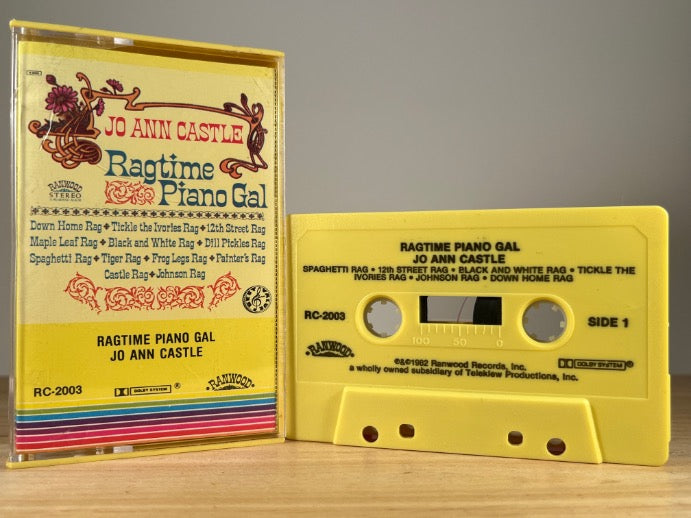 JO ANN CASTLE
Ragtime
Piano Gal
RANWOOD
STEREO
Down Home Rag ✦ Tickle the Ivories Rag ✦ 12th Street Rag
Maple Leaf Rag ✦ Black and White Rag ✦ Dill Pickles Rag
Spaghetti Rag ✦ Tiger Rag ✦ Frog Legs Rag ✦ Painter's Rag
Castle Rag ✦ Johnson Rag
RAGTIME PIANO GAL
JO ANN CASTLE
RC-2003
DOLBY SYSTEM ®
RANWOOD
RAGTIME PIANO GAL
JO ANN CASTLE
SPAGHETTI RAG • 12th STREET RAG • BLACK AND WHITE RAG • TICKLE THE
IVORIES RAG • JOHNSON RAG • DOWN HOME RAG
RC-2003
SIDE 1
100 50 0
RANWOOD
DOLBY SYSTEM ®
℗&©1982 Ranwood Records, Inc.
a wholly owned subsidiary of Teleklew Productions, Inc.